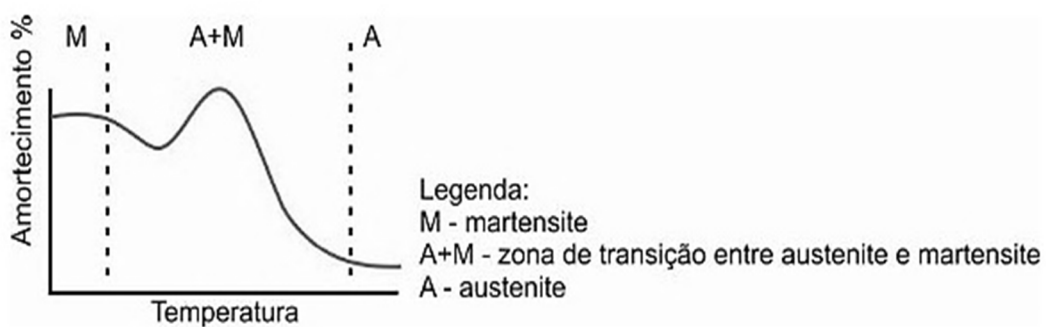 Amortecimento %
M
A+M
A
Temperatura
Legenda:
M - martensite
A+M - zona de transição entre austenite e martensite
A - austenite